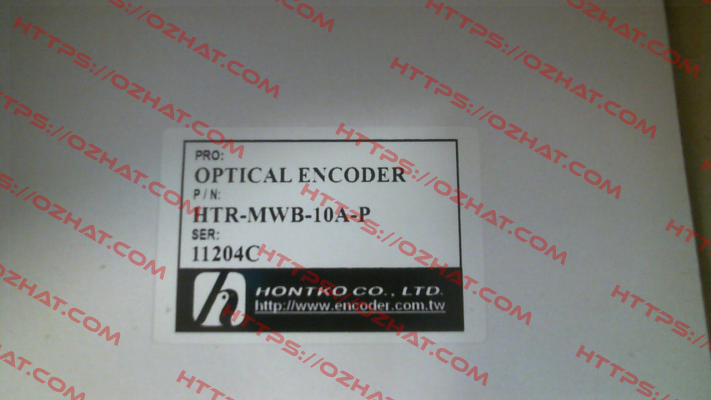 PRO:
OPTICAL ENCODER
P/N:
HTR-MWB-10A-P
SER:
11204C
HONTKO CO., LTD.
http://www.encoder.com.tw
HTTPS://OZHAT.COM